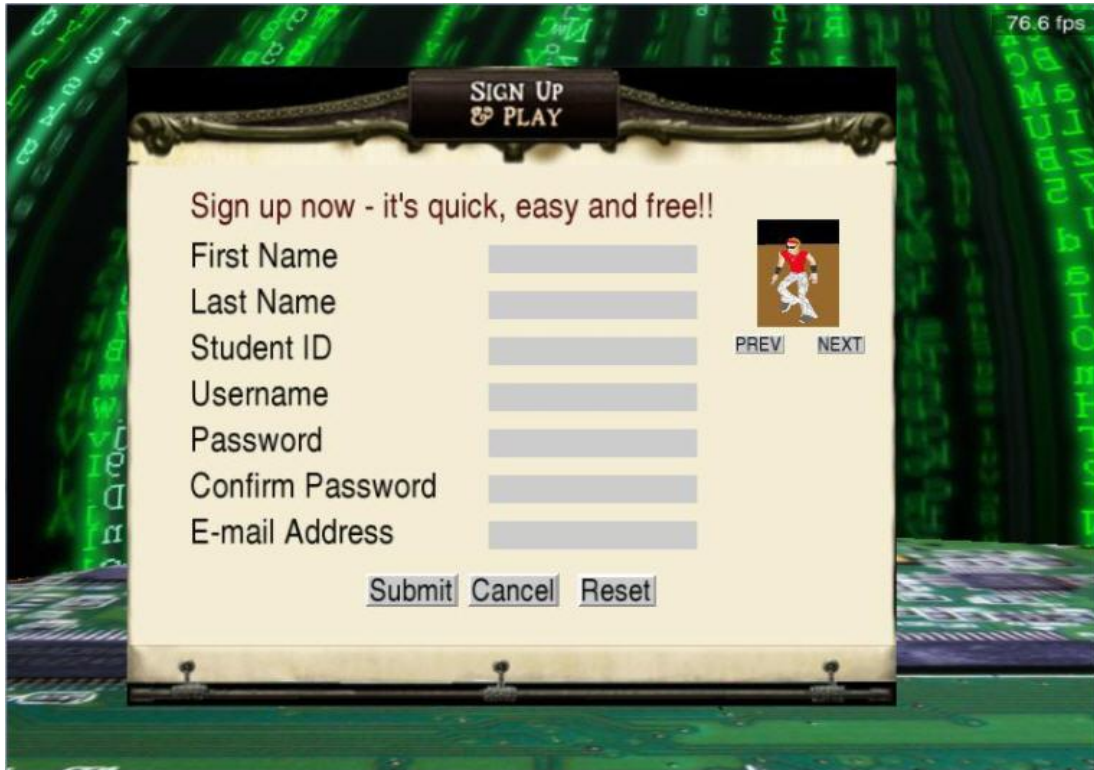 76.6 fps
SIGN UP
& PLAY
Sign up now - it's quick, easy and free!!
First Name
Last Name
Student ID
PREV NEXT
Username
Password
Confirm Password
E-mail Address
Submit Cancel Reset